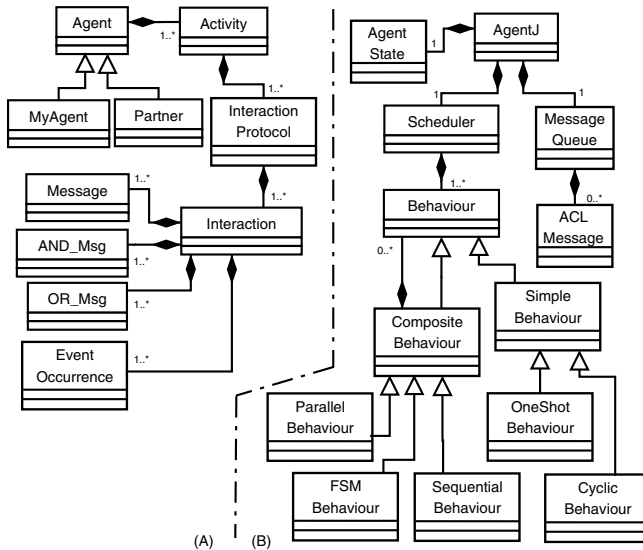 Agent
Activity
1..*
1..*
MyAgent
Partner
Interaction
Protocol
1..*
Message
1..*
Interaction
AND_Msg
1..*
OR_Msg
1..*
Event
Occurrence
1..*
(A)
Agent
State
1
AgentJ
1
1
Scheduler
Message
Queue
1..*
0..*
Behaviour
ACL
Message
0..*
Composite
Behaviour
Simple
Behaviour
Parallel
Behaviour
OneShot
Behaviour
FSM
Behaviour
Sequential
Behaviour
Cyclic
Behaviour
(B)